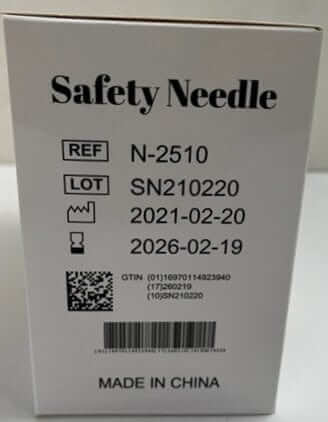 Safety Needle
REF N-2510
LOT SN210220
2021-02-20
2026-02-19
GTIN (01)16970114923940
(17)260219
(10)SN210220
MADE IN CHINA